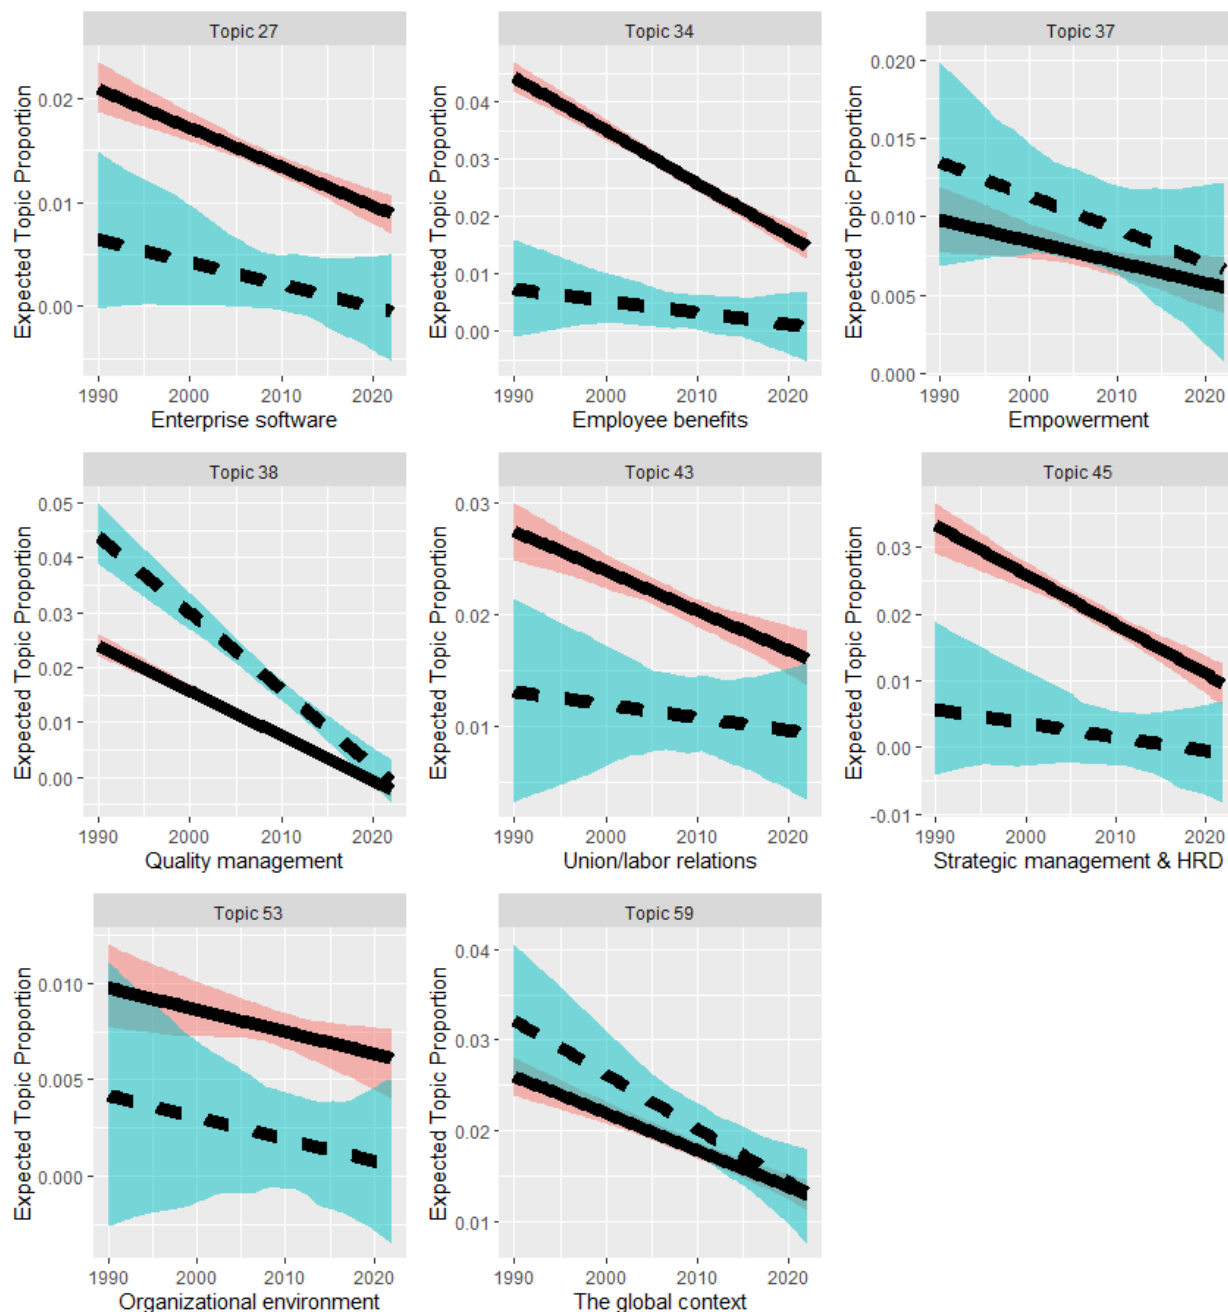 Topic 27
Expected Topic Proportion
0.02
0.01
0.00
1990 2000 2010 2020
Enterprise software
Topic 34
Expected Topic Proportion
0.04
0.03
0.02
0.01
0.00
1990 2000 2010 2020
Employee benefits
Topic 37
Expected Topic Proportion
0.020
0.015
0.010
0.005
0.000
1990 2000 2010 2020
Empowerment
Topic 38
Expected Topic Proportion
0.05
0.04
0.03
0.02
0.01
0.00
1990 2000 2010 2020
Quality management
Topic 43
Expected Topic Proportion
0.03
0.02
0.01
1990 2000 2010 2020
Union/labor relations
Topic 45
Expected Topic Proportion
0.03
0.02
0.01
0.00
-0.01
1990 2000 2010 2020
Strategic management & HRD
Topic 53
Expected Topic Proportion
0.010
0.005
0.000
1990 2000 2010 2020
Organizational environment
Topic 59
Expected Topic Proportion
0.04
0.03
0.02
0.01
1990 2000 2010 2020
The global context